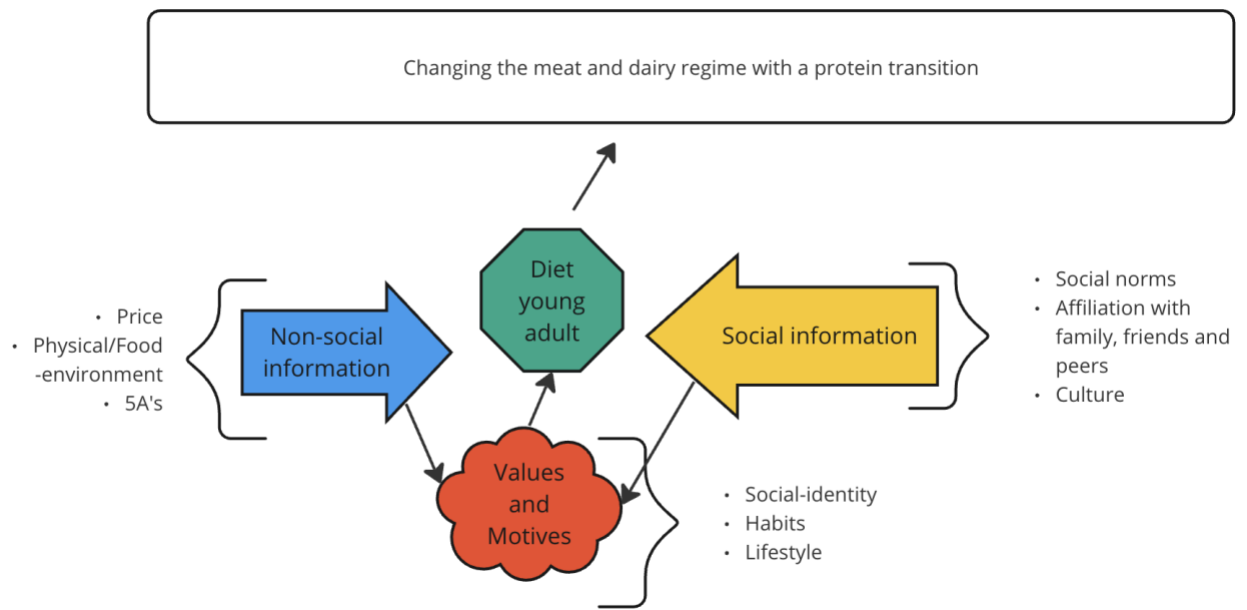 Changing the meat and dairy regime with a protein transition
Diet
young
adult
• Price
• Physical/Food
-environment
• 5A's
Non-social
information
Social information
• Social norms
• Affiliation with
family, friends and
peers
• Culture
Values
and
Motives
• Social-identity
• Habits
• Lifestyle